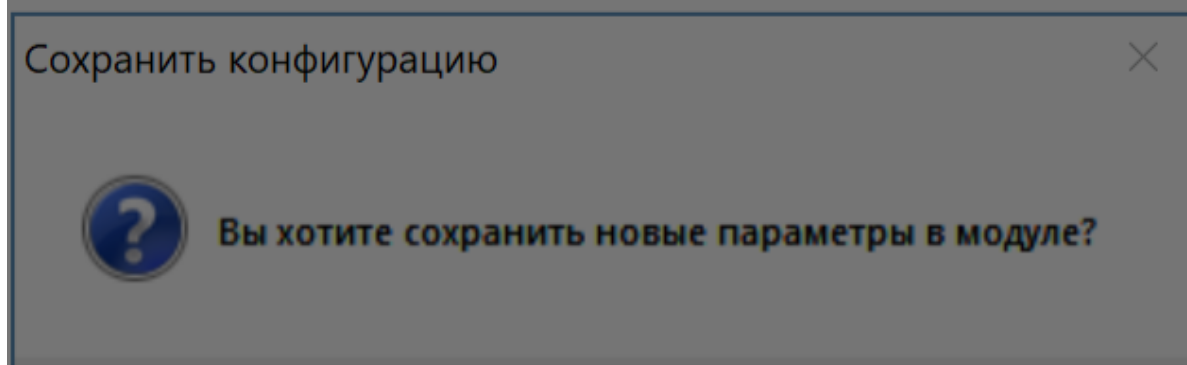 Сохранить конфигурацию
Вы хотите сохранить новые параметры в модуле?